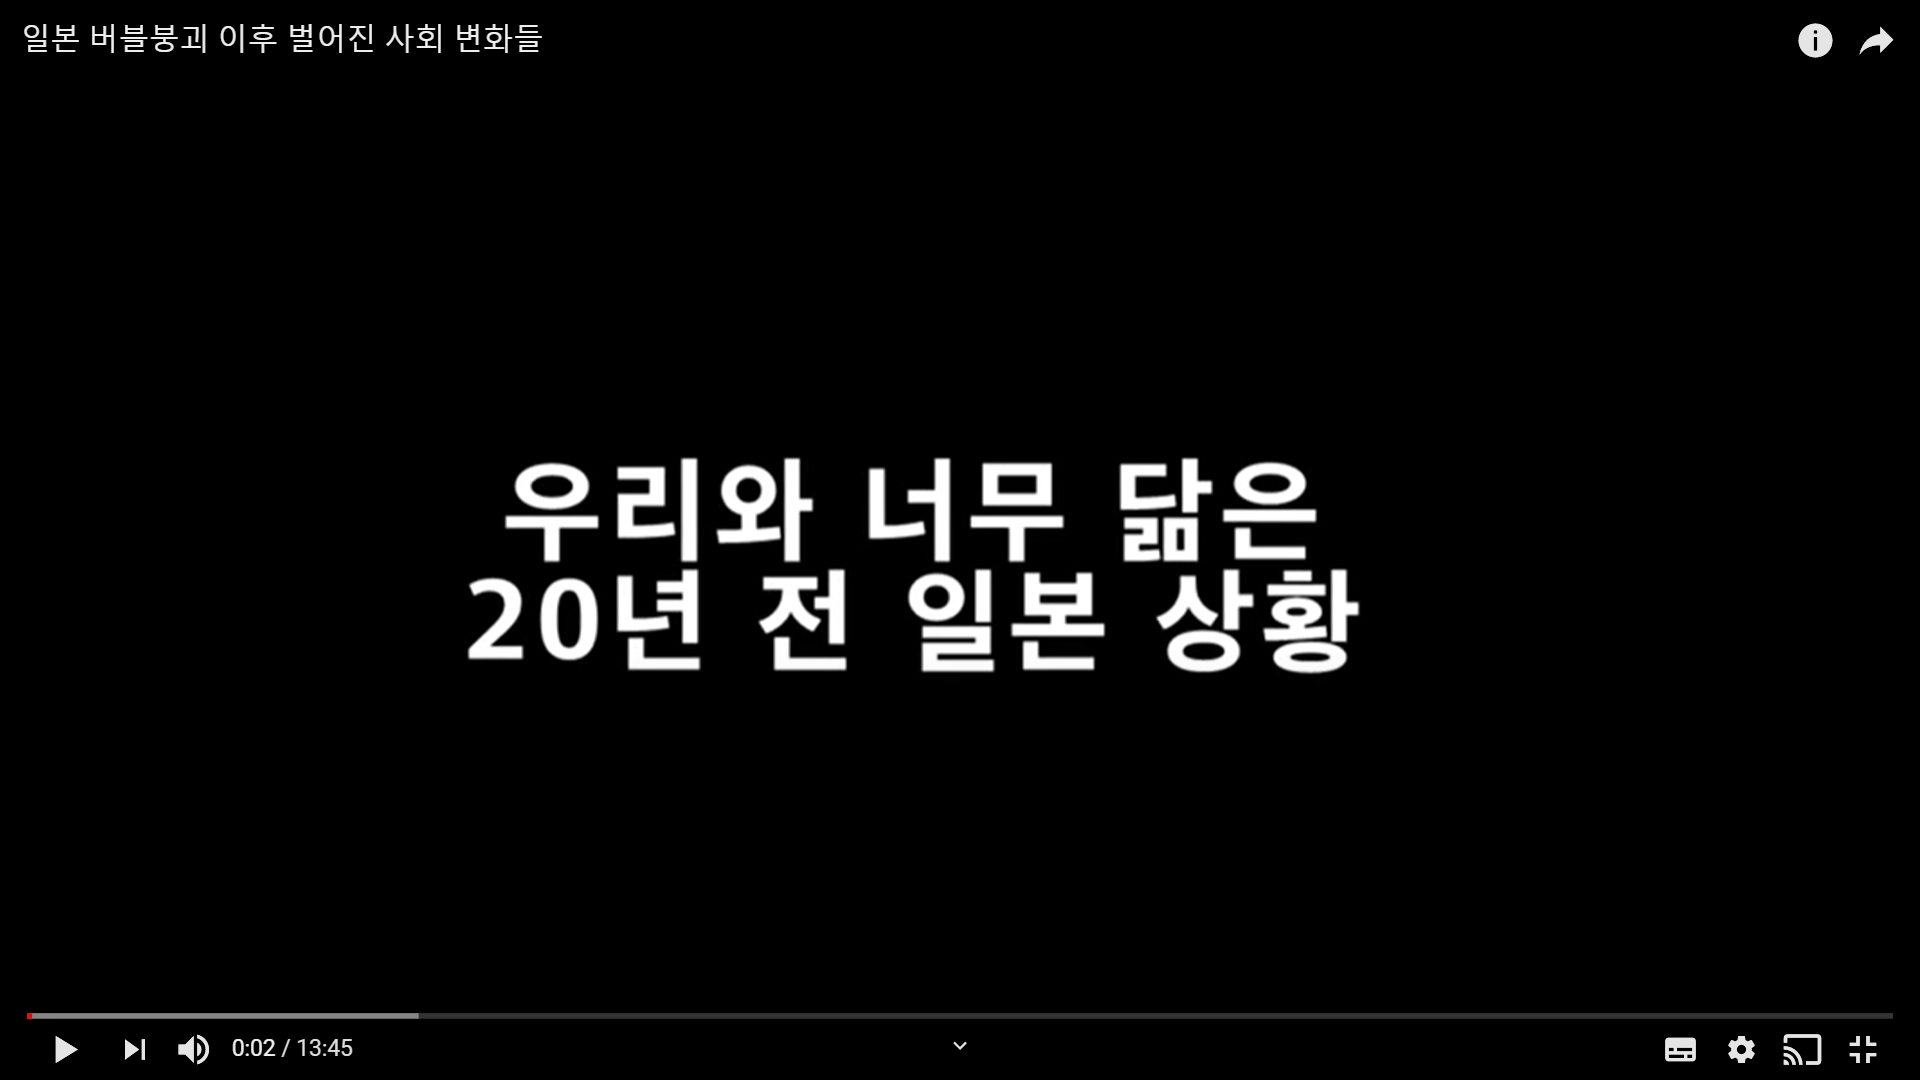 일본 버블붕괴 이후 벌어진 사회 변화들
우리와 너무 닮은
20년 전 일본 상황
0:02 / 13:45